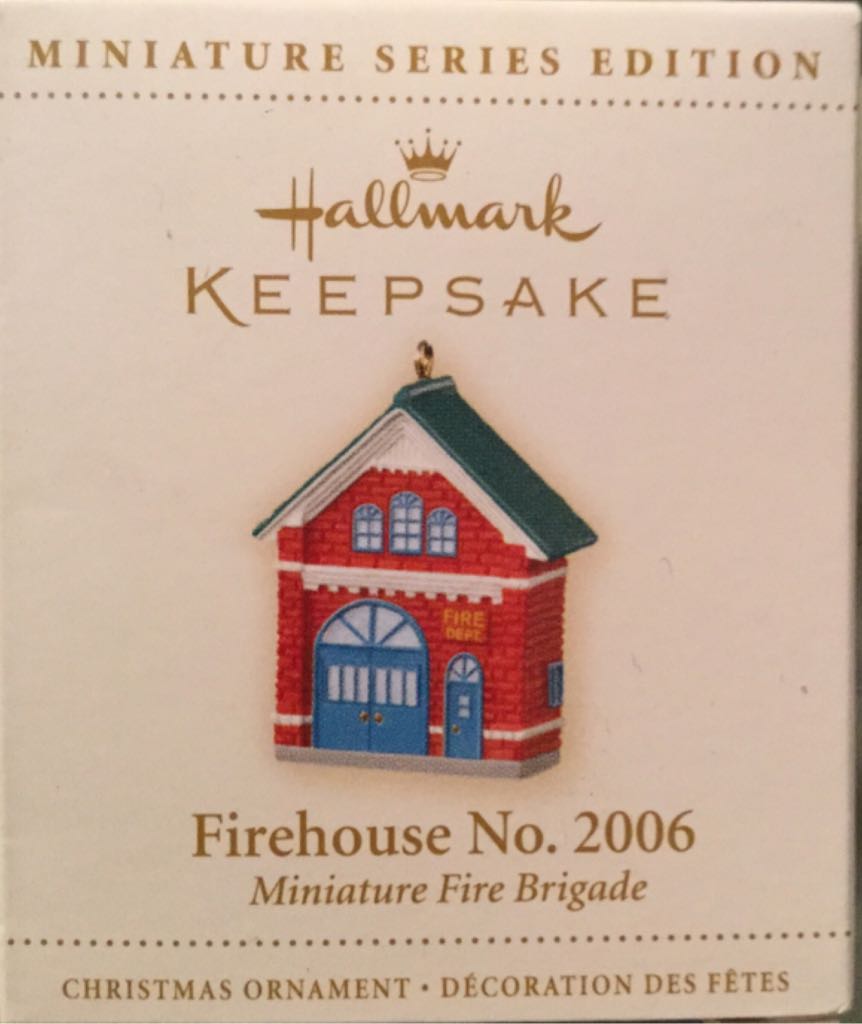 MINIATURE SERIES EDITION
Hallmark
KEEPSAKE
FIRE
DEPT.
Firehouse No. 2006
Miniature Fire Brigade
CHRISTMAS ORNAMENT • DÉCORATION DES FÊTES